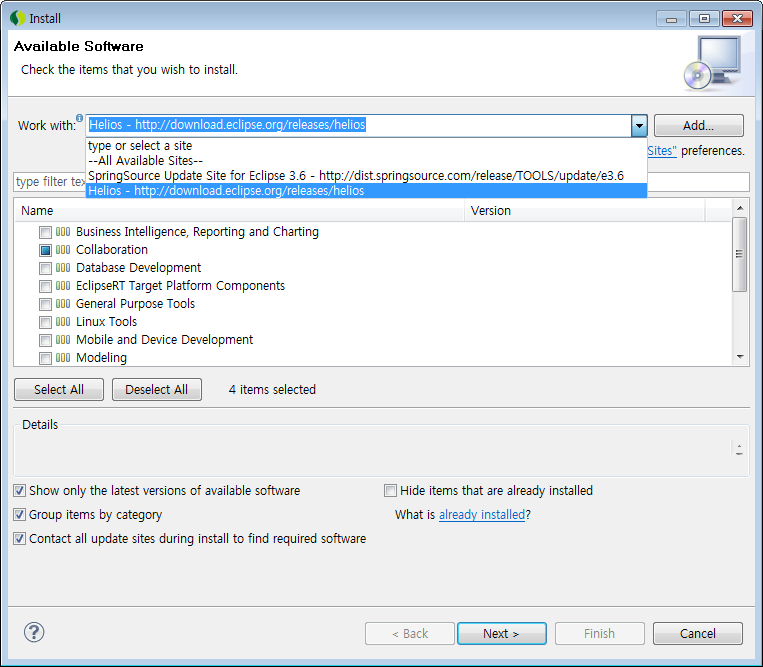 Install
Available Software
Check the items that you wish to install.
Work with:
Helios - http://download.eclipse.org/releases/helios
Add...
type or select a site
--All Available Sites--
SpringSource Update Site for Eclipse 3.6 - http://dist.springsource.com/release/TOOLS/update/e3.6
Helios - http://download.eclipse.org/releases/helios
Sites" preferences.
type filter
Name Version
Business Intelligence, Reporting and Charting
Collaboration
Database Development
EclipseRT Target Platform Components
General Purpose Tools
Linux Tools
Mobile and Device Development
Modeling
Select All Deselect All 4 items selected
Details
Show only the latest versions of available software Hide items that are already installed
Group items by category What is already installed?
Contact all update sites during install to find required software
? < Back Next > Finish Cancel